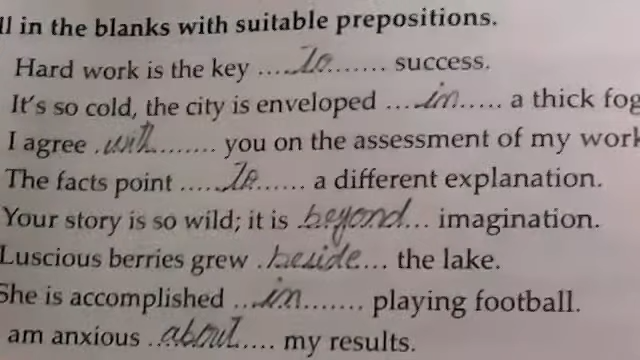 ll in the blanks with suitable prepositions.
Hard work is the key ....to........ success.
It's so cold, the city is enveloped ....in..... a thick fog
I agree .with......... you on the assessment of my work
The facts point .....To...... a different explanation.
Your story is so wild; it is .beyond... imagination.
Luscious berries grew .beside... the lake.
She is accomplished ...in....... playing football.
am anxious .about..... my results.